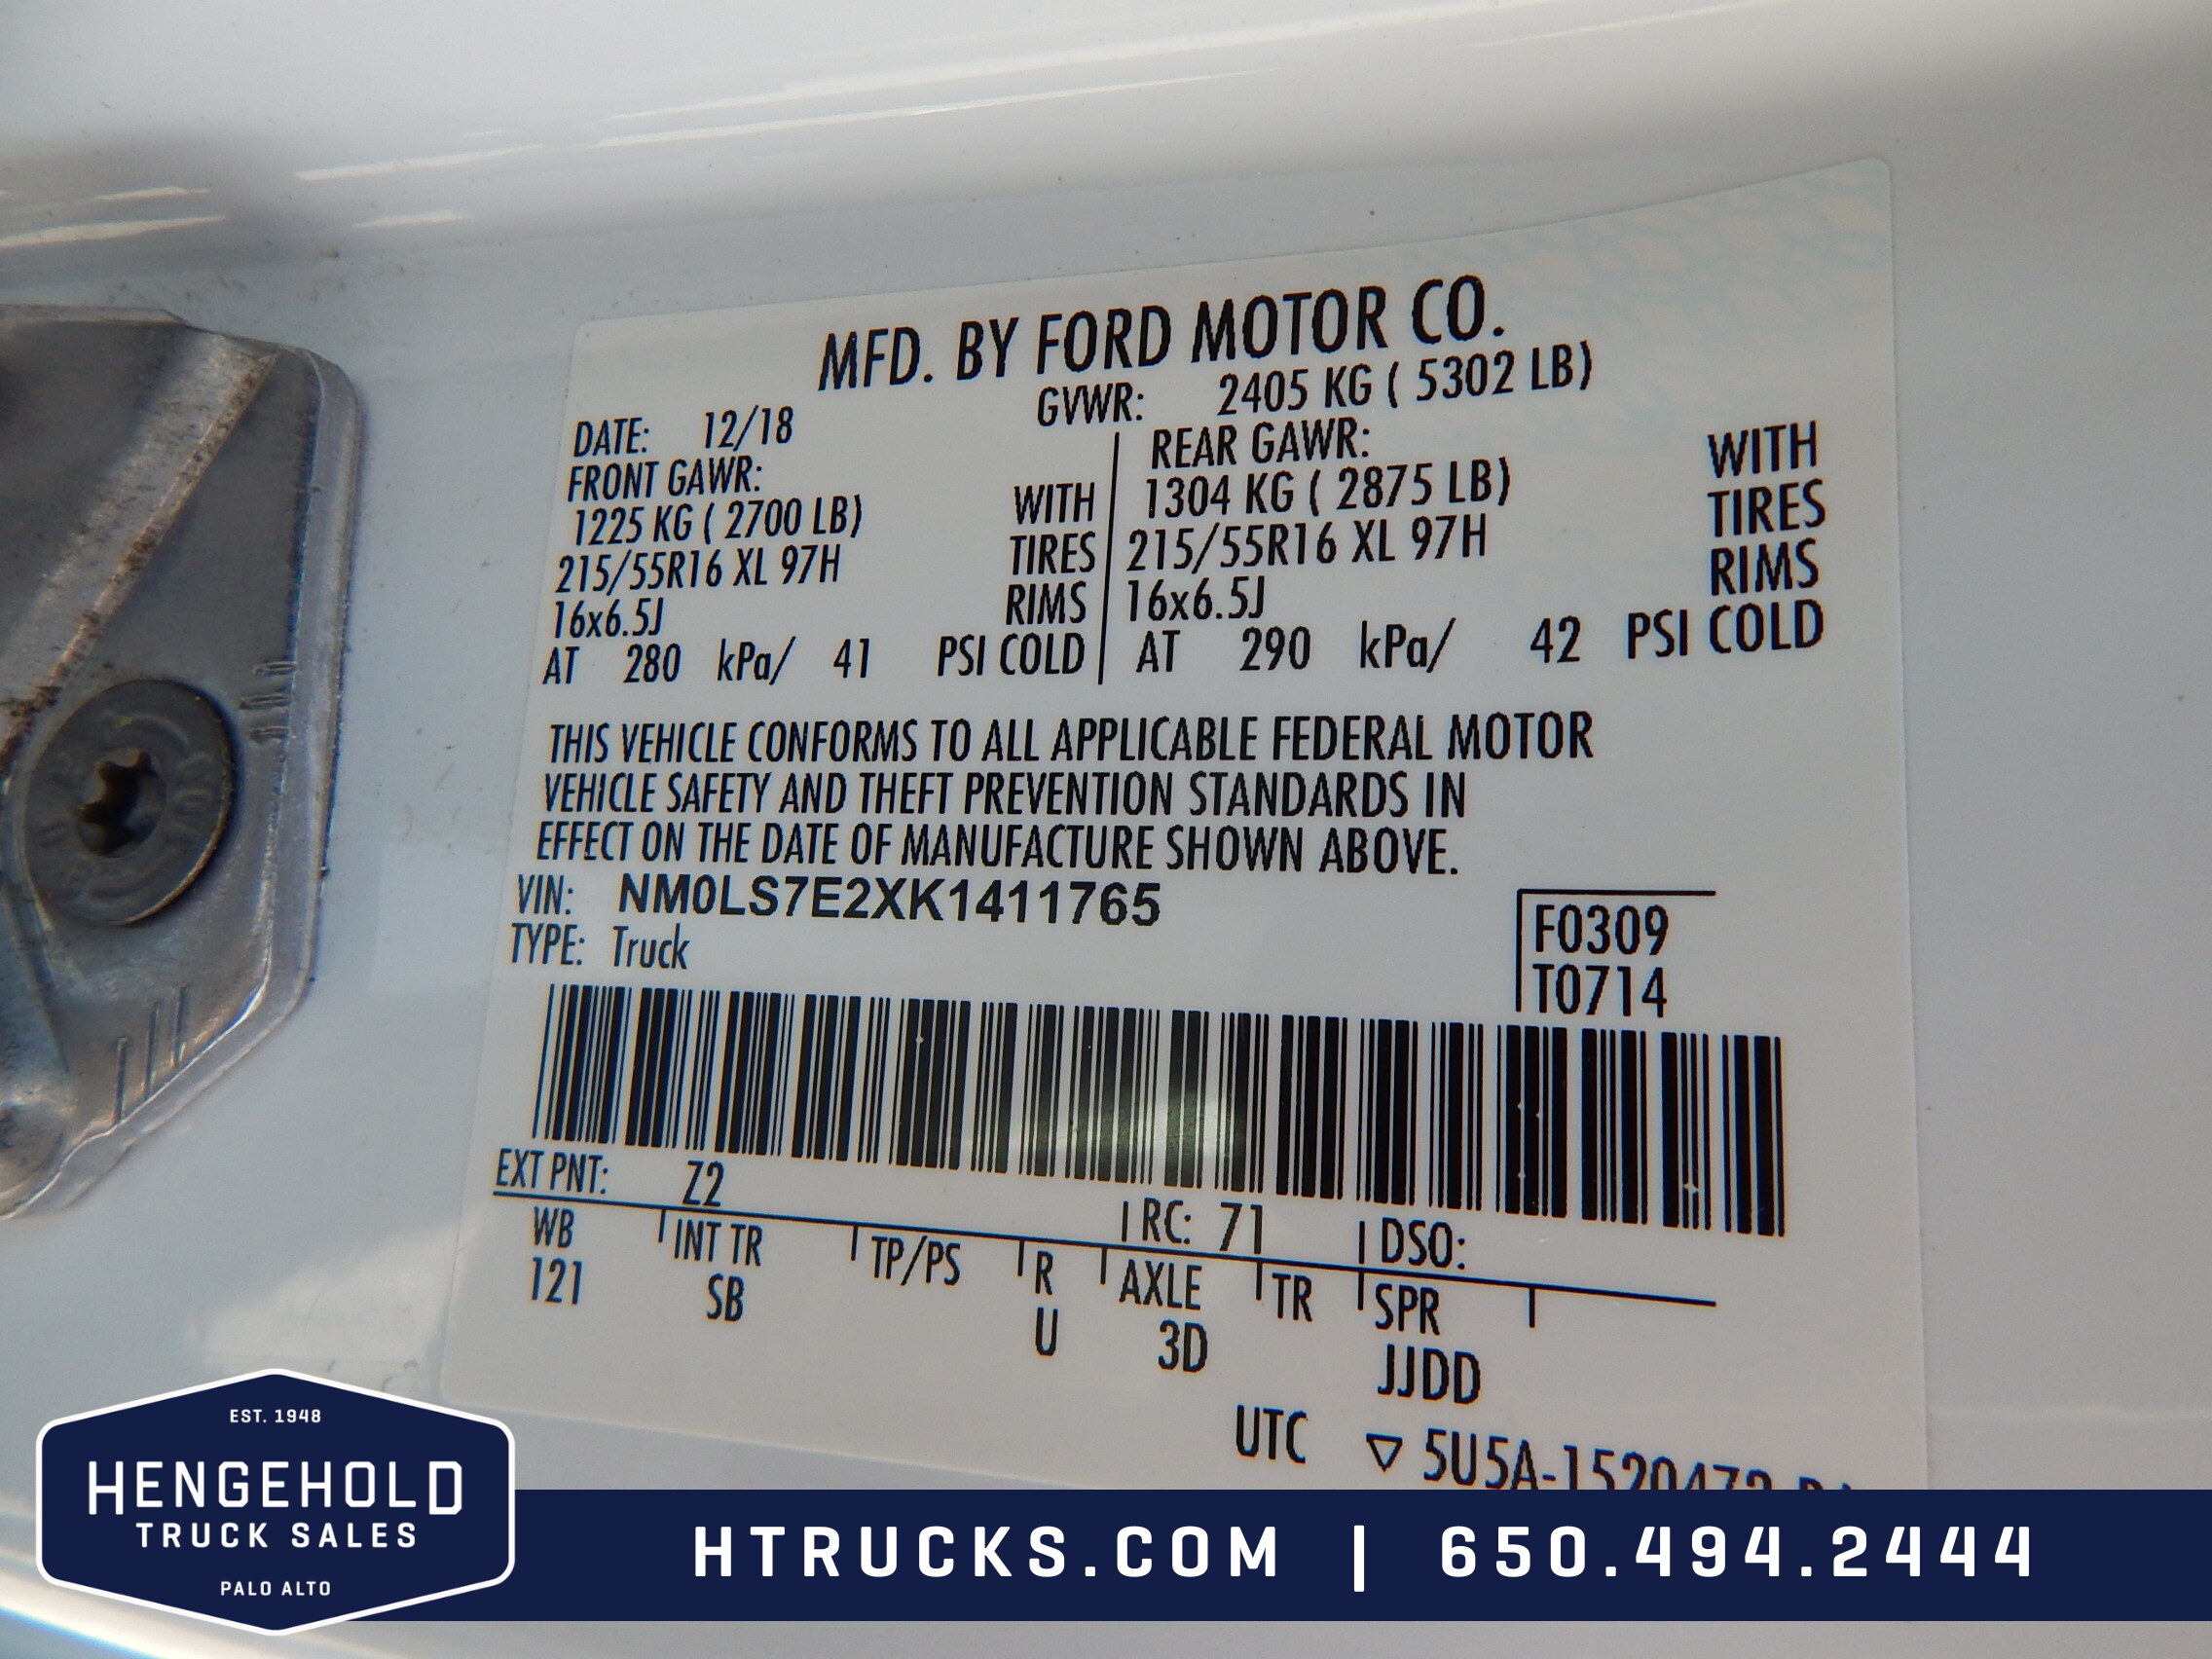 MFD. BY FORD MOTOR CO.
DATE: 12/18 GVWR: 2405 KG ( 5302 LB)
FRONT GAWR: REAR GAWR:
1225 KG ( 2700 LB) WITH 1304 KG ( 2875 LB) WITH
215/55R16 XL 97H TIRES 215/55R16 XL 97H TIRES
16x6.5J RIMS 16x6.5J RIMS
AT 280 kPa/ 41 PSI COLD AT 290 kPa/ 42 PSI COLD
THIS VEHICLE CONFORMS TO ALL APPLICABLE FEDERAL MOTOR
VEHICLE SAFETY AND THEFT PREVENTION STANDARDS IN
EFFECT ON THE DATE OF MANUFACTURE SHOWN ABOVE.
VIN: NM0LS7E2XK1411765
TYPE: Truck
F0309
T0714
EXT PNT: Z2 RC: 71 DSO:
WB INT TR TP/PS R AXLE TR SPR
121 SB U 3D JJDD
UTC
EST. 1948
HENGEHOLD
TRUCK SALES
PALO ALTO
HTRUCKS.COM | 650.494.2444